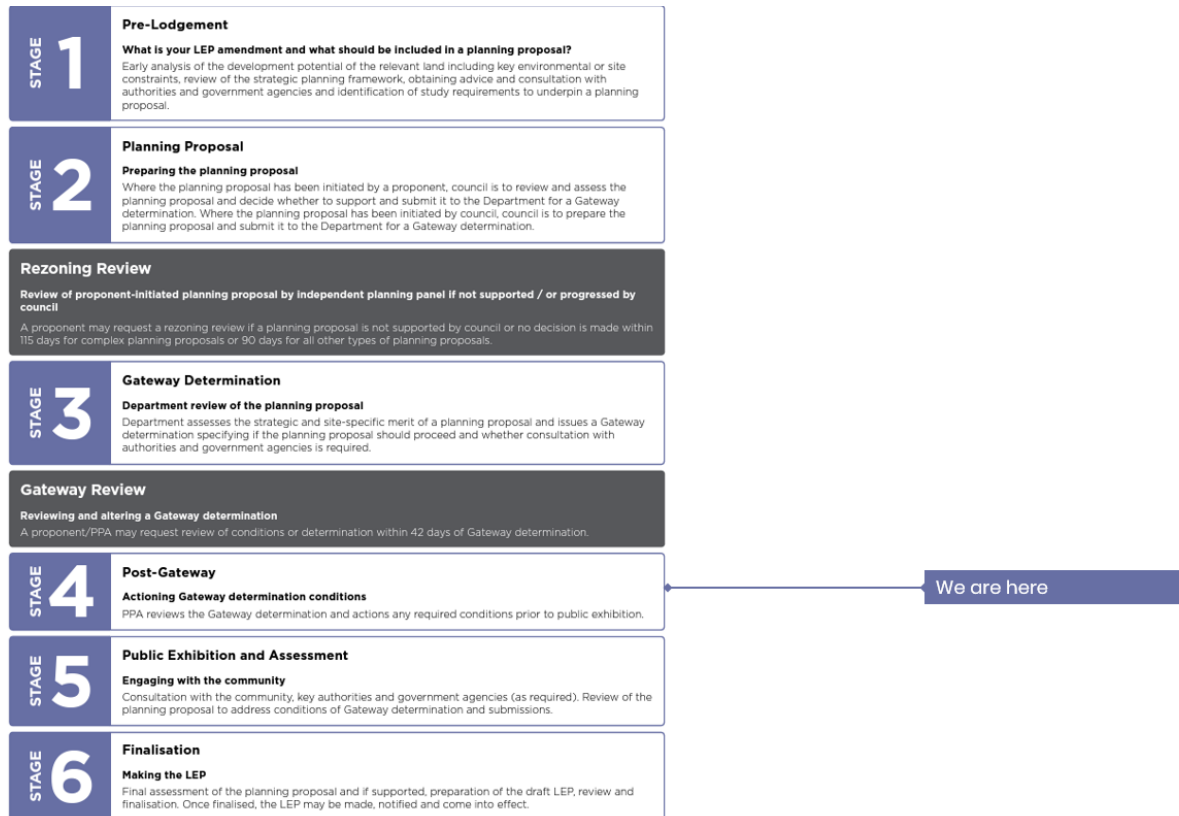 STAGE 1
Pre-Lodgement
What is your LEP amendment and what should be included in a planning proposal?
Early analysis of the development potential of the relevant land including key environmental or site
constraints, review of the strategic planning framework, obtaining advice and consultation with
authorities and government agencies and identification of study requirements to underpin a planning
proposal.
STAGE 2
Planning Proposal
Preparing the planning proposal
Where the planning proposal has been initiated by a proponent, council is to review and assess the
planning proposal and decide whether to support and submit it to the Department for a Gateway
determination. Where the planning proposal has been initiated by council, council is to prepare the
planning proposal and submit it to the Department for a Gateway determination.
Rezoning Review
Review of proponent-initiated planning proposal by independent planning panel if not supported / or progressed by
council
A proponent may request a rezoning review if a planning proposal is not supported by council or no decision is made within
115 days for complex planning proposals or 90 days for all other types of planning proposals.
STAGE 3
Gateway Determination
Department review of the planning proposal
Department assesses the strategic and site-specific merit of a planning proposal and issues a Gateway
determination specifying if the planning proposal should proceed and whether consultation with
authorities and government agencies is required.
Gateway Review
Reviewing and altering a Gateway determination
A proponent/PPA may request review of conditions or determination within 42 days of Gateway determination.
STAGE 4
Post-Gateway
Actioning Gateway determination conditions
PPA reviews the Gateway determination and actions any required conditions prior to public exhibition.
We are here
STAGE 5
Public Exhibition and Assessment
Engaging with the community
Consultation with the community, key authorities and government agencies (as required). Review of the
planning proposal to address conditions of Gateway determination and submissions.
STAGE 6
Finalisation
Making the LEP
Final assessment of the planning proposal and if supported, preparation of the draft LEP, review and
finalisation. Once finalised, the LEP may be made, notified and come into effect.